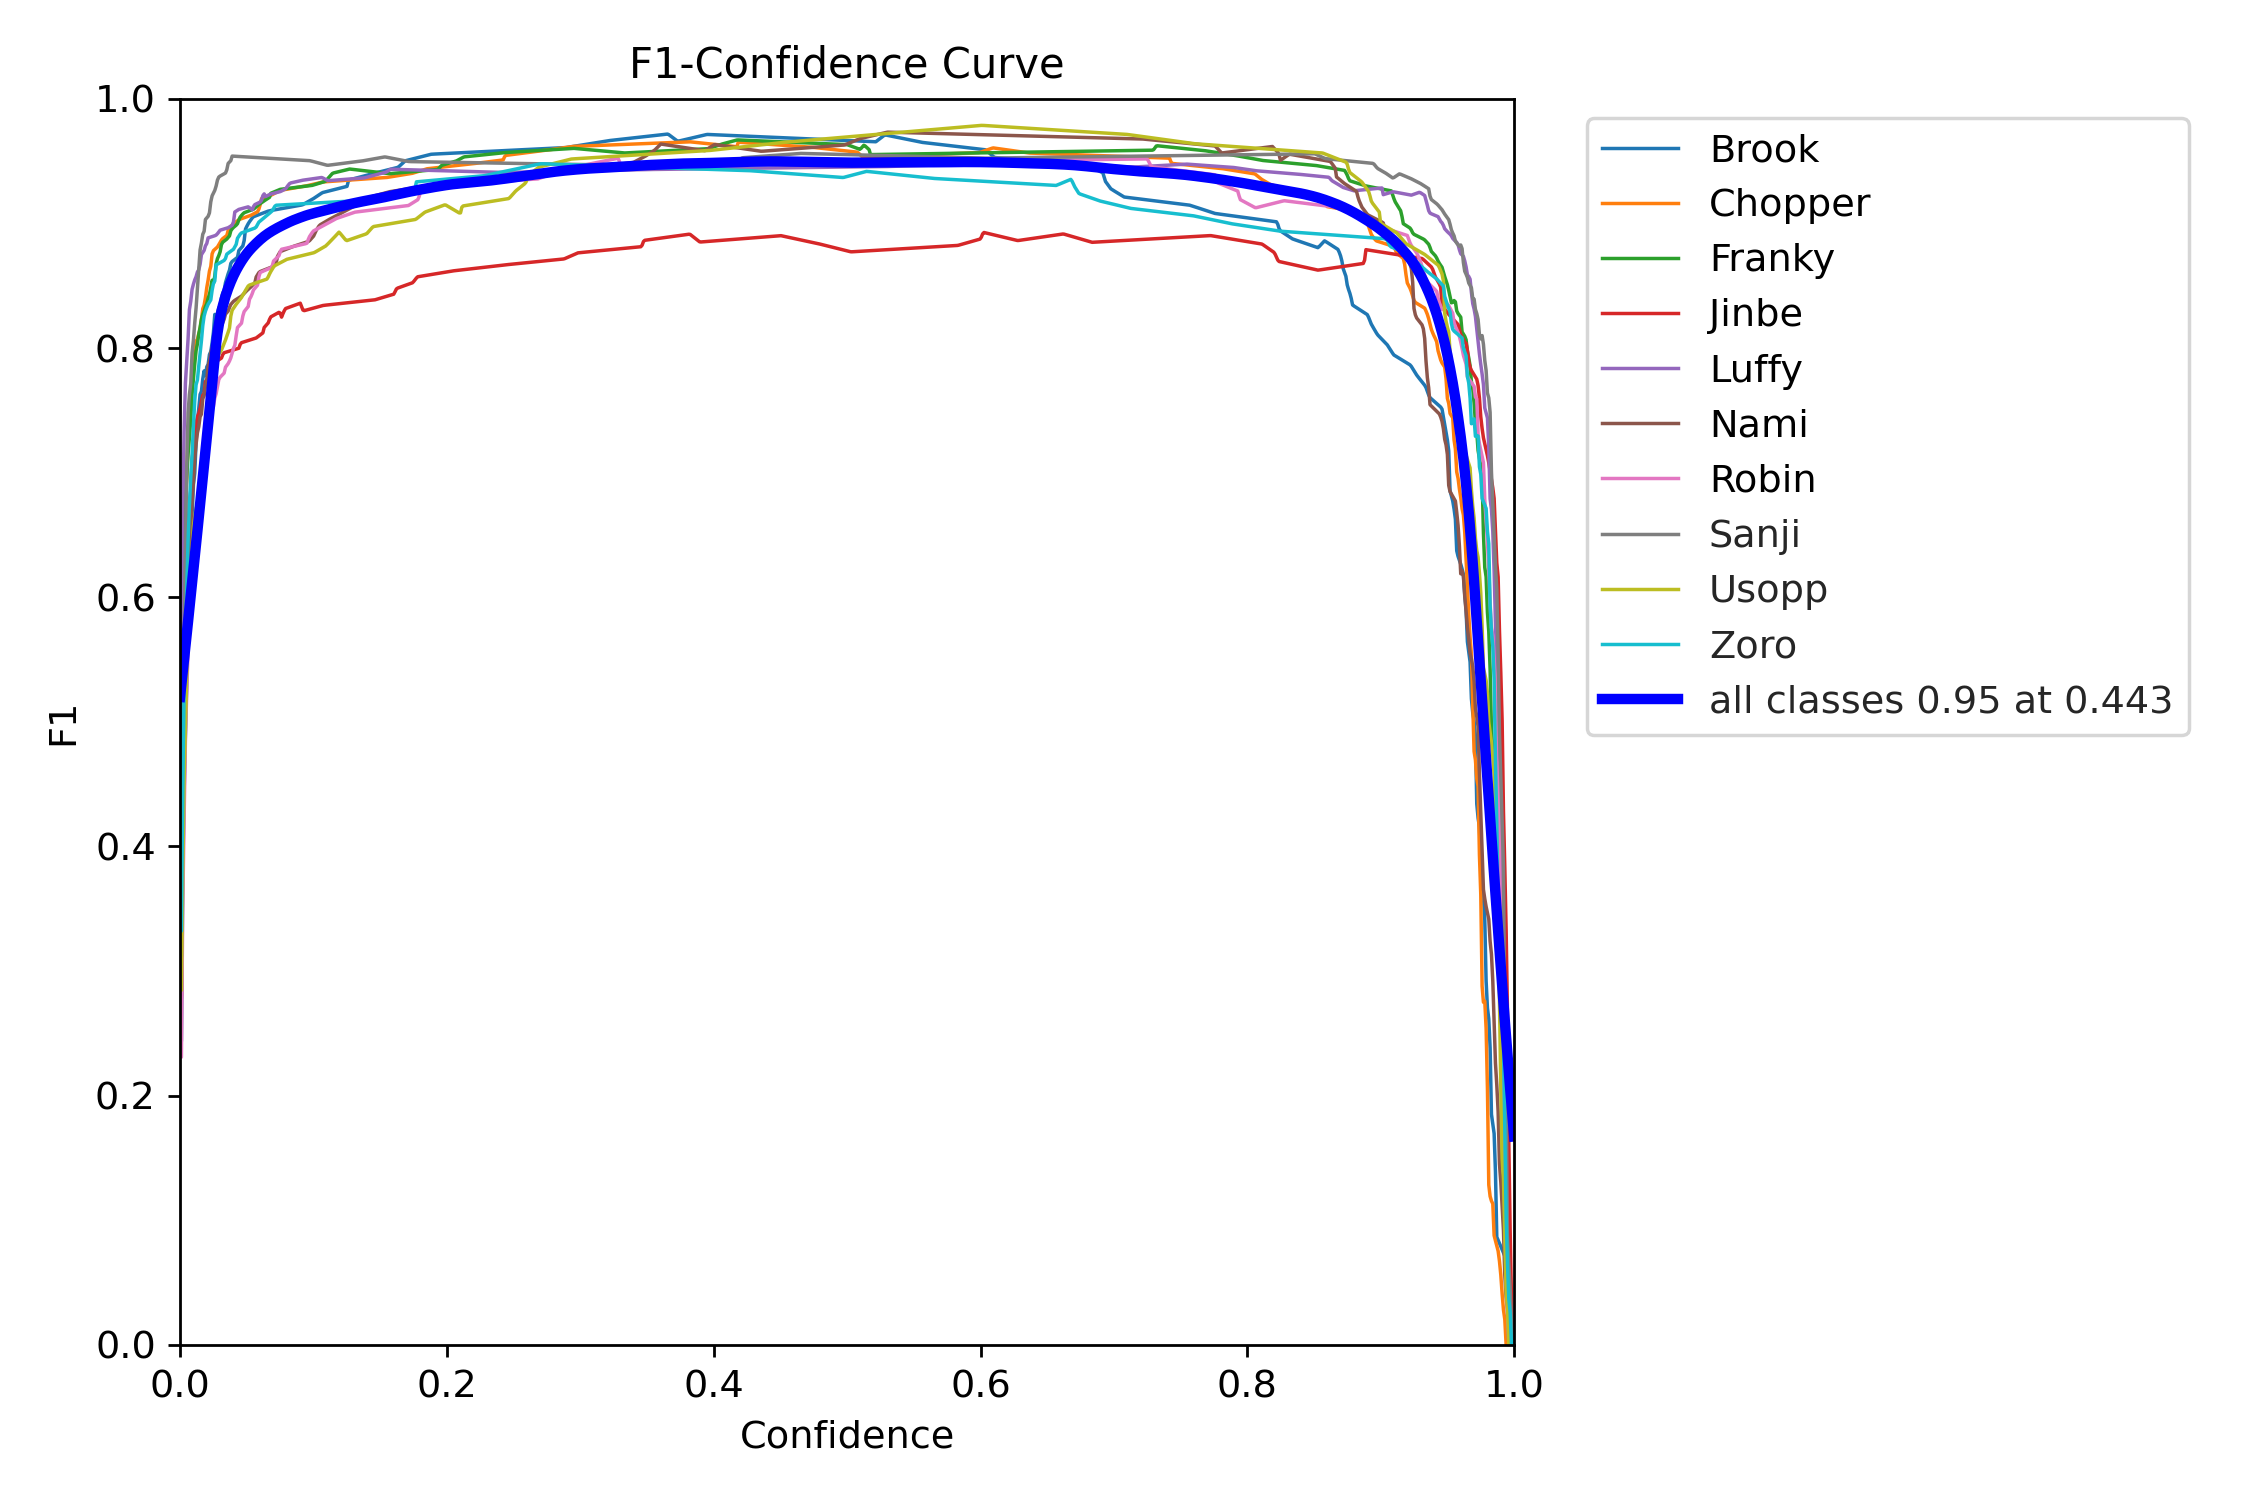 F1-Confidence Curve
1.0
0.8
0.6
0.4
0.2
0.0
F1
0.0 0.2 0.4 0.6 0.8 1.0
Confidence
Brook
Chopper
Franky
Jinbe
Luffy
Nami
Robin
Sanji
Usopp
Zoro
all classes 0.95 at 0.443